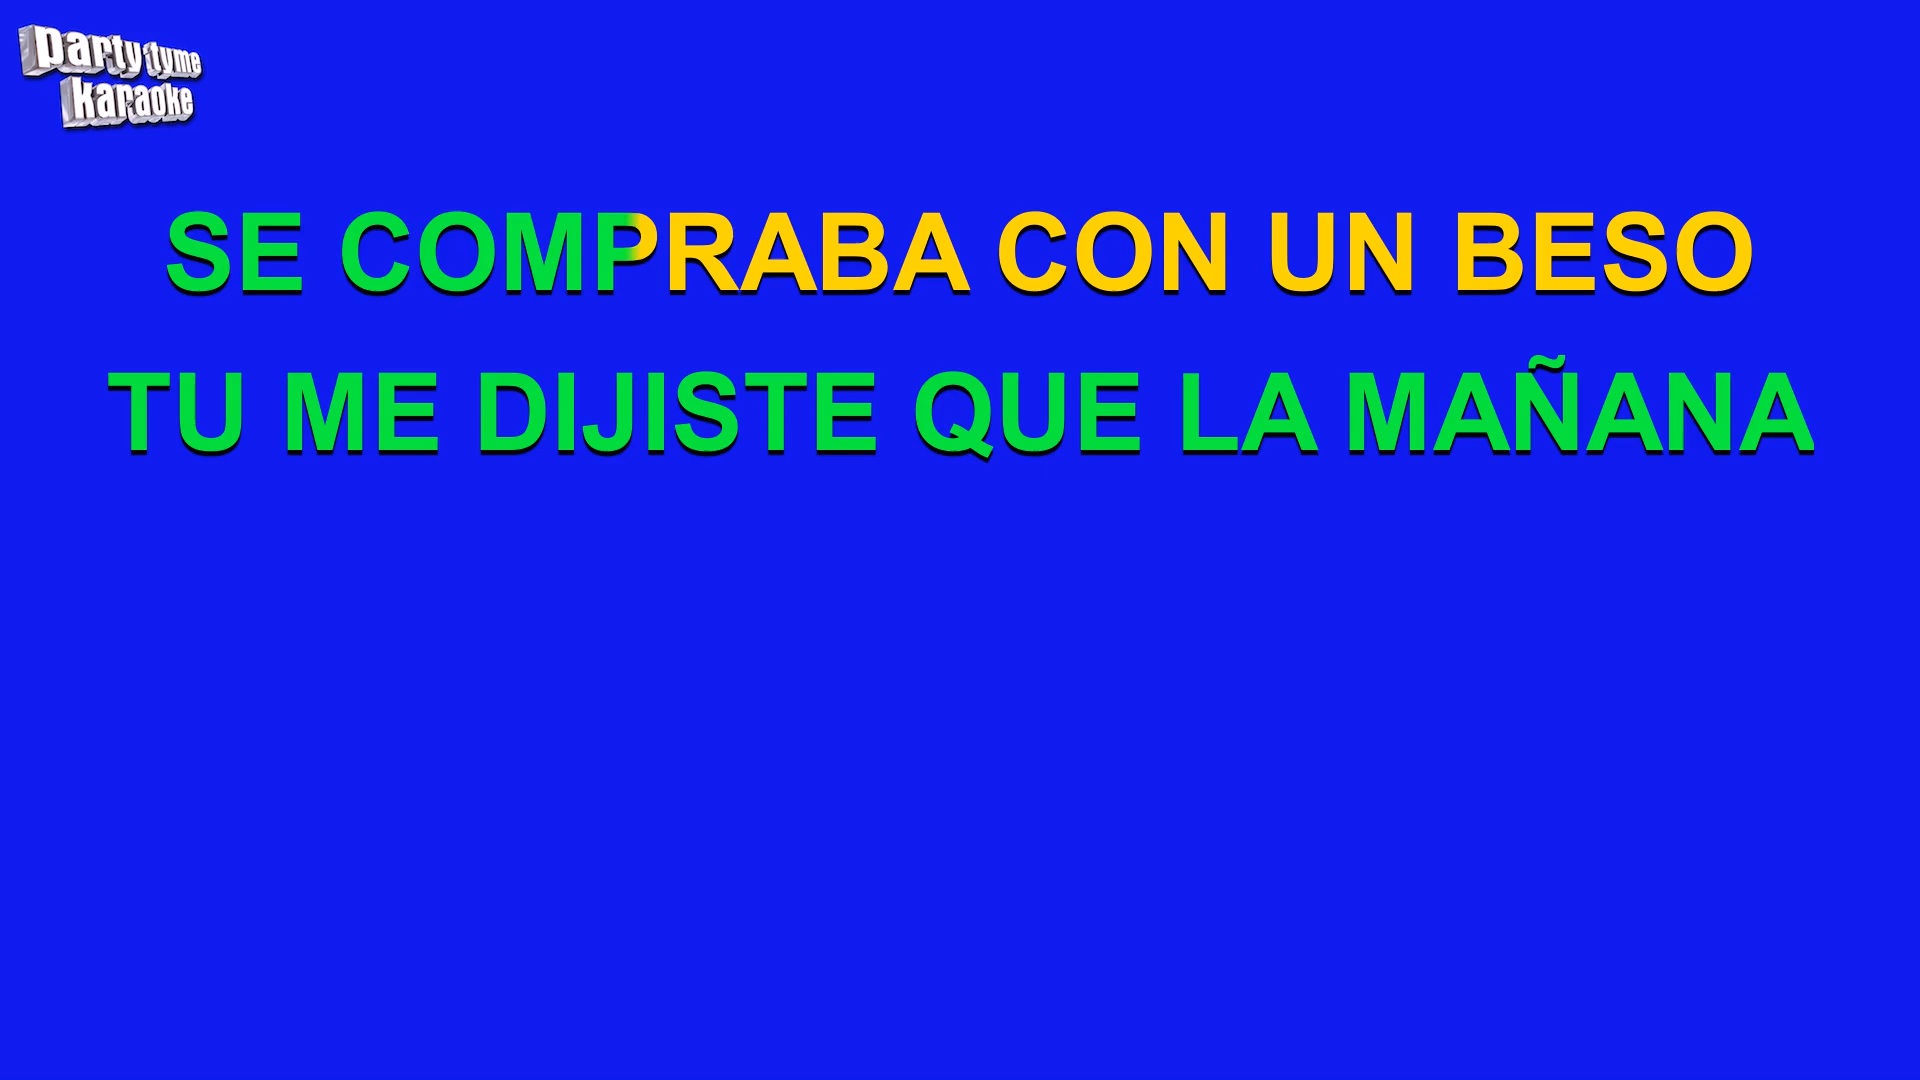 party tyme
karaoke
SE COMPRABA CON UN BESO
TU ME DIJISTE QUE LA MAÑANA